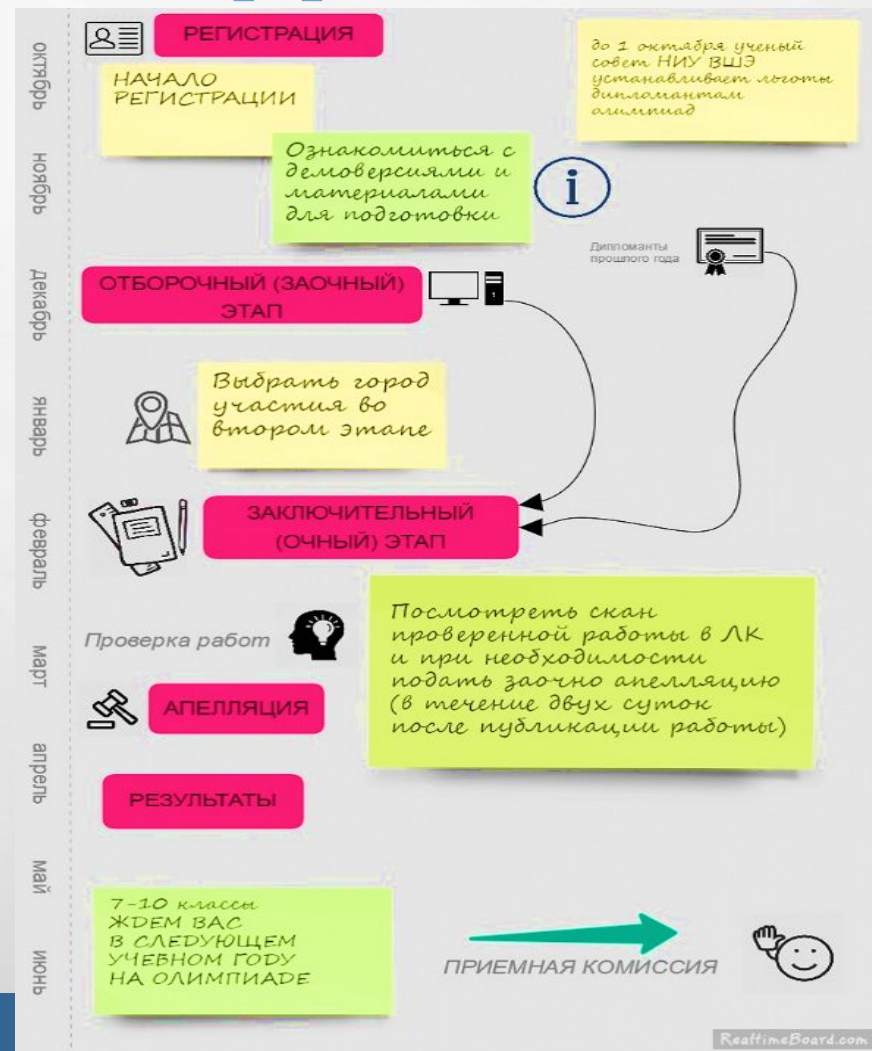 октябрь
РЕГИСТРАЦИЯ
НАЧАЛО
РЕГИСТРАЦИИ
до 1 октября ученый
совет НИУ ВШЭ
устанавливает льготы
дипломантам
олимпиад
ноябрь
Ознакомиться с
демоверсиями и
материалами
для подготовки
i
Дипломанты
прошлого года
декабрь
ОТБОРОЧНЫЙ (ЗАОЧНЫЙ)
ЭТАП
январь
Выбрать город
участия во
втором этапе
февраль
ЗАКЛЮЧИТЕЛЬНЫЙ
(ОЧНЫЙ) ЭТАП
март
Проверка работ
Посмотреть скан
проверенной работы в ЛК
и при необходимости
подать заочно апелляцию
(в течение двух суток
после публикации работы)
АПЕЛЛЯЦИЯ
апрель
РЕЗУЛЬТАТЫ
май
7-10 классы
ЖДЕМ ВАС
В СЛЕДУЮЩЕМ
УЧЕБНОМ ГОДУ
НА ОЛИМПИАДЕ
июнь
ПРИЕМНАЯ КОМИССИЯ
RealtimeBoard.com